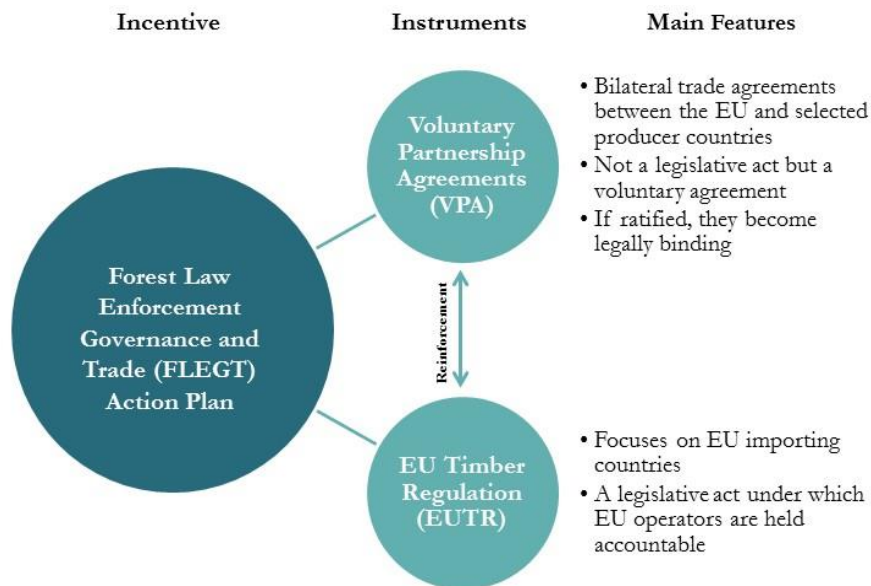 Incentive
Instruments
Main Features
Forest Law
Enforcement
Governance and
Trade (FLEGT)
Action Plan
Voluntary
Partnership
Agreements
(VPA)
• Bilateral trade agreements
between the EU and selected
producer countries
• Not a legislative act but a
voluntary agreement
• If ratified, they become
legally binding
Reinforcement
EU Timber
Regulation
(EUTR)
• Focuses on EU importing
countries
• A legislative act under which
EU operators are held
accountable